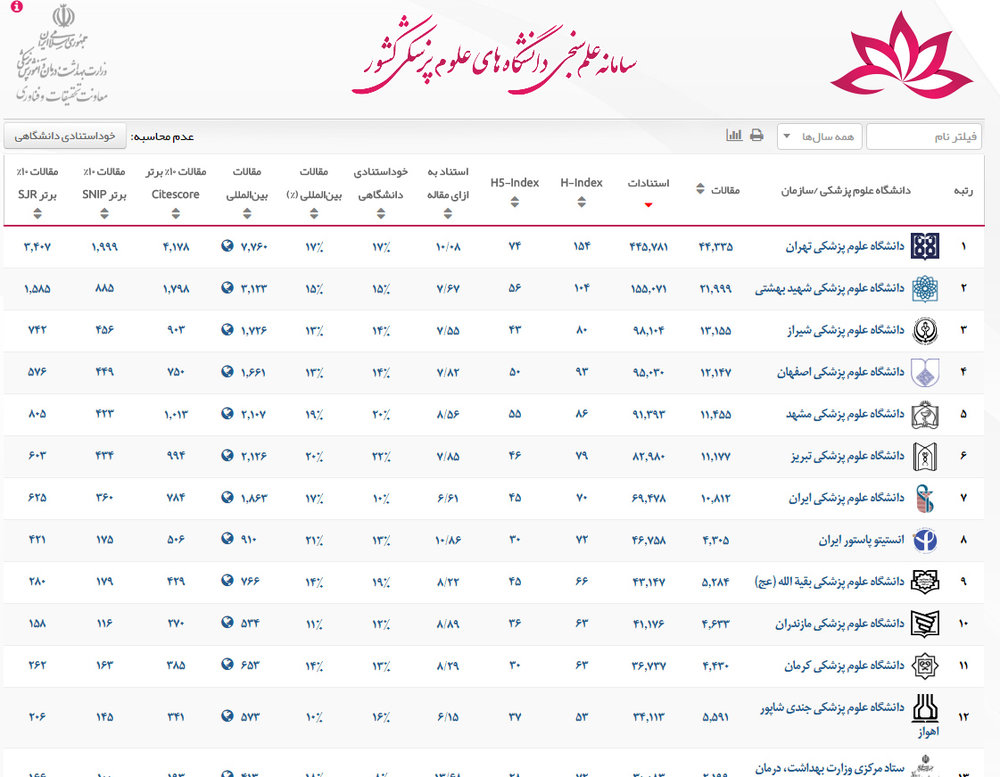 جمهوری اسلامی ایران
وزارت بهداشت، درمان و آموزش پزشکی
معاونت تحقیقات و فناوری
سامانه علم سنجی دانشگاه های علوم پزشکی کشور
فیلتر نام
همه سال‌ها
عدم محاسبه: خوداستنادی دانشگاهی
رتبه دانشگاه علوم پزشکی /سازمان مقالات استنادات H-Index H5-Index استناد به ازای مقاله خوداستنادی دانشگاهی مقالات بین‌المللی (٪) مقالات بین‌المللی مقالات ۱۰٪ برتر Citescore مقالات ۱۰٪ برتر SNIP مقالات ۱۰٪ برتر SJR
۱ دانشگاه علوم پزشکی تهران ۴۴,۳۳۵ ۴۴۵,۷۸۱ ۱۵۴ ۷۴ ۱۰/۰۸ ۱۷٪ ۱۷٪ ۷,۷۶۰ ۴,۱۷۸ ۱,۹۹۹ ۳,۴۰۷
۲ دانشگاه علوم پزشکی شهید بهشتی ۲۱,۹۹۹ ۱۵۵,۰۷۱ ۱۰۴ ۵۶ ۷/۶۷ ۱۵٪ ۱۵٪ ۳,۱۲۳ ۱,۷۹۸ ۸۸۵ ۱,۵۸۵
۳ دانشگاه علوم پزشکی شیراز ۱۳,۱۵۵ ۹۸,۱۰۴ ۸۰ ۴۳ ۷/۵۵ ۱۴٪ ۱۳٪ ۱,۷۲۶ ۹۰۳ ۴۵۶ ۷۴۲
۴ دانشگاه علوم پزشکی اصفهان ۱۲,۱۴۷ ۹۵,۰۳۰ ۹۳ ۵۰ ۷/۸۲ ۱۴٪ ۱۳٪ ۱,۶۶۱ ۷۵۰ ۴۴۹ ۵۷۶
۵ دانشگاه علوم پزشکی مشهد ۱۱,۴۵۵ ۹۱,۳۹۳ ۸۶ ۵۵ ۸/۵۶ ۲۰٪ ۱۹٪ ۲,۱۰۷ ۱,۰۱۳ ۴۲۳ ۸۰۵
۶ دانشگاه علوم پزشکی تبریز ۱۱,۱۷۷ ۸۲,۹۸۰ ۷۹ ۴۶ ۷/۸۵ ۲۲٪ ۲۰٪ ۲,۱۲۶ ۹۹۴ ۴۳۴ ۶۰۳
۷ دانشگاه علوم پزشکی ایران ۱۰,۸۱۲ ۶۹,۴۷۸ ۷۰ ۴۵ ۶/۶۱ ۱۰٪ ۱۷٪ ۱,۸۶۳ ۷۸۴ ۳۶۰ ۶۲۵
۸ انستیتو پاستور ایران ۴,۳۰۵ ۴۶,۷۵۸ ۷۲ ۳۰ ۱۰/۸۶ ۱۳٪ ۲۱٪ ۹۱۰ ۵۰۶ ۱۷۵ ۴۲۱
۹ دانشگاه علوم پزشکی بقیة الله (عج) ۵,۲۸۴ ۴۳,۱۴۷ ۶۶ ۴۵ ۸/۲۲ ۱۹٪ ۱۴٪ ۷۶۶ ۴۲۹ ۱۷۹ ۲۸۰
۱۰ دانشگاه علوم پزشکی مازندران ۴,۶۳۳ ۴۱,۱۷۶ ۶۳ ۳۶ ۸/۸۹ ۱۲٪ ۱۱٪ ۵۳۴ ۲۷۰ ۱۱۶ ۱۵۸
۱۱ دانشگاه علوم پزشکی کرمان ۴,۴۳۰ ۳۶,۷۳۷ ۶۳ ۳۰ ۸/۲۹ ۱۳٪ ۱۴٪ ۶۵۳ ۳۸۵ ۱۶۳ ۲۶۲
۱۲ دانشگاه علوم پزشکی جندی شاپور اهواز ۵,۵۹۱ ۳۴,۱۱۳ ۵۳ ۳۷ ۶/۱۵ ۱۶٪ ۱۰٪ ۵۷۳ ۳۴۱ ۱۴۵ ۲۰۶
ستاد مرکزی وزارت بهداشت، درمان